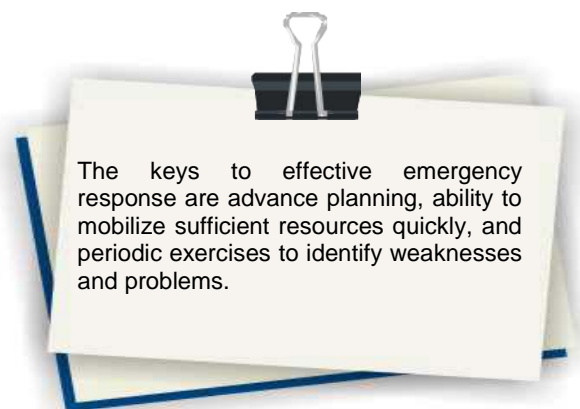 The keys to effective emergency
response are advance planning, ability to
mobilize sufficient resources quickly, and
periodic exercises to identify weaknesses
and problems.